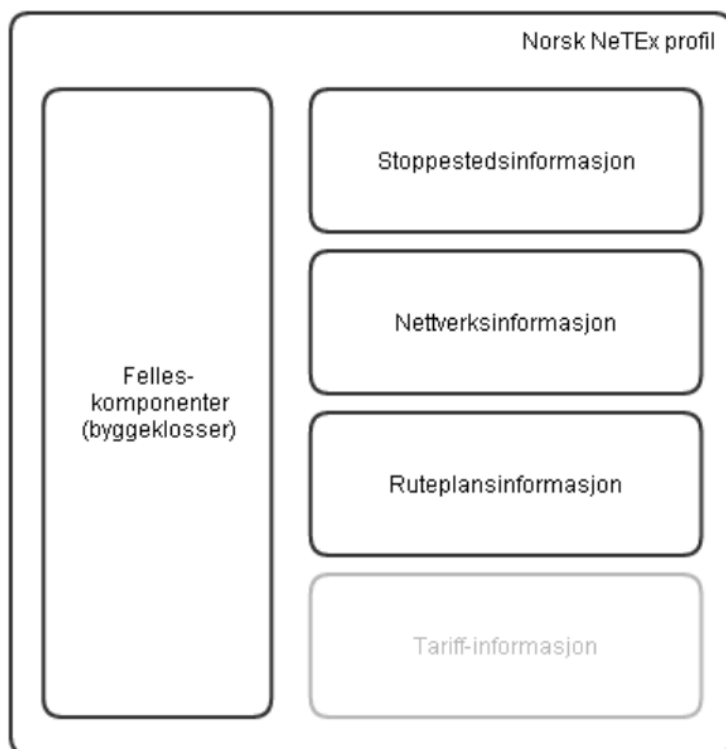 Norsk NeTEx profil
Felles-
komponenter
(byggeklosser)
Stoppestedsinformasjon
Nettverksinformasjon
Ruteplansinformasjon
Tariff-informasjon